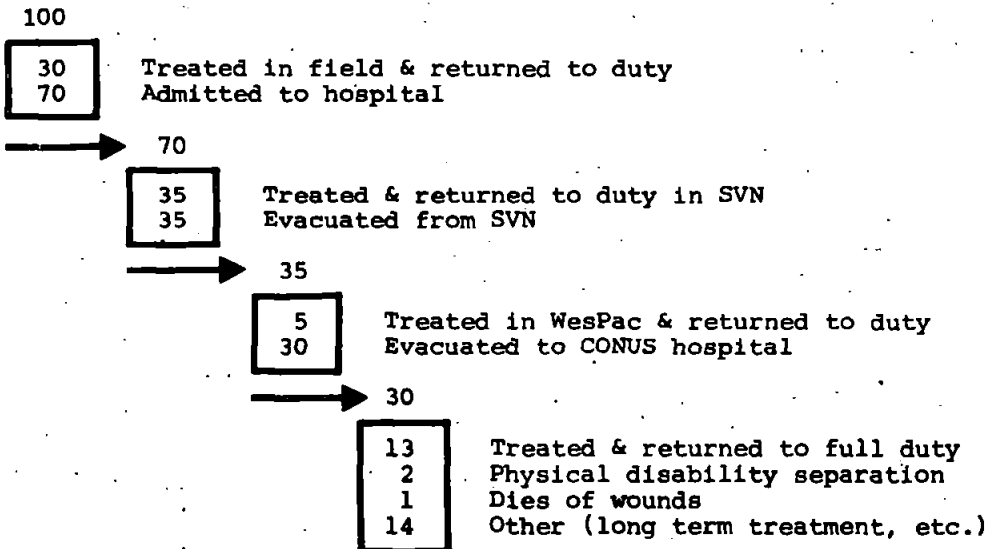 100
30 Treated in field & returned to duty
70 Admitted to hospital
70
35 Treated & returned to duty in SVN
35 Evacuated from SVN
35
5 Treated in WesPac & returned to duty
30 Evacuated to CONUS hospital
30
13 Treated & returned to full duty
2 Physical disability separation
1 Dies of wounds
14 Other (long term treatment, etc.)